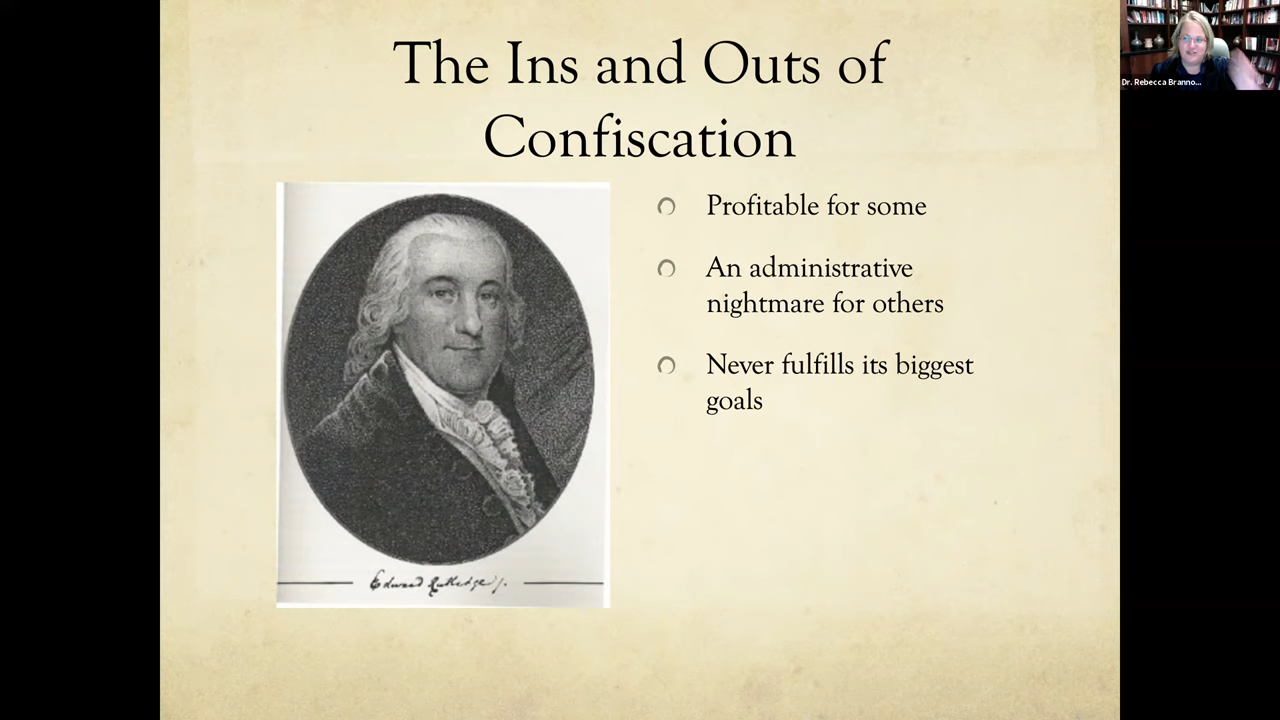 The Ins and Outs of
Confiscation
Profitable for some
An administrative
nightmare for others
Never fulfills its biggest
goals
Edward Rutledge
Dr. Rebecca Branno...